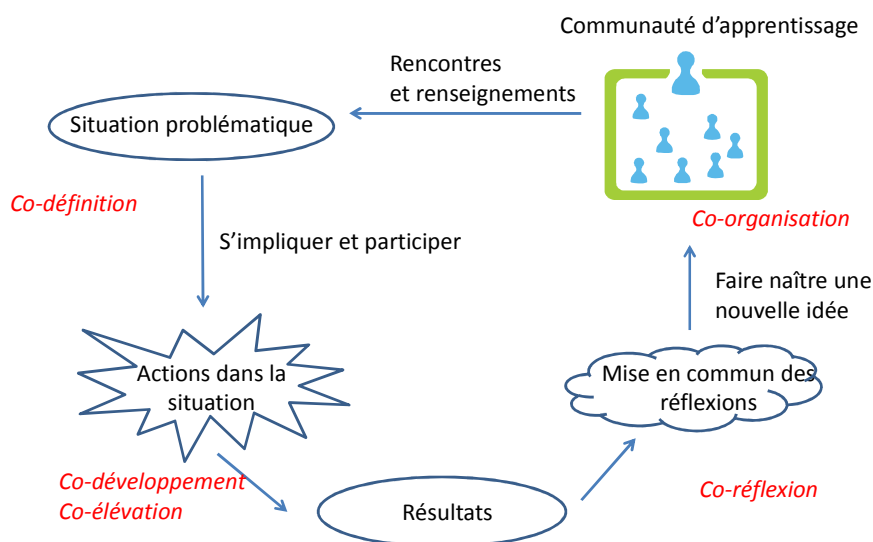 Communauté d’apprentissage
Rencontres
et renseignements
Situation problématique
Co-définition
Co-organisation
S’impliquer et participer
Faire naître une
nouvelle idée
Actions dans la
situation
Mise en commun des
réflexions
Co-développement
Co-élévation
Résultats
Co-réflexion